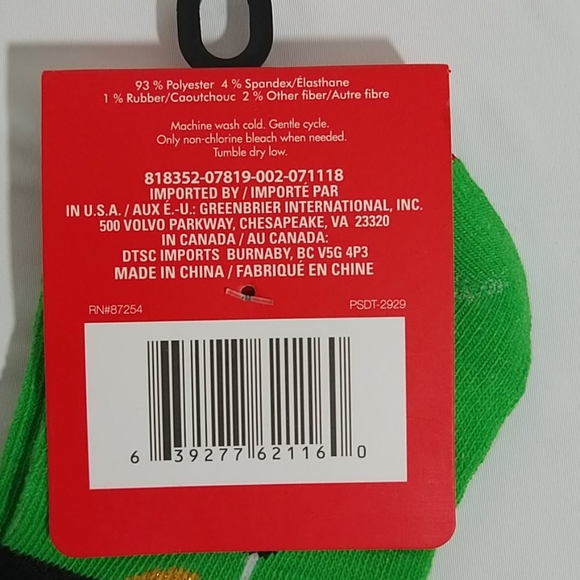 93 % Polyester 4 % Spandex/Élasthane
1 % Rubber/Caoutchouc 2 % Other fiber/Autre fibre
Machine wash cold. Gentle cycle.
Only non-chlorine bleach when needed.
Tumble dry low.
818352-07819-002-071118
IMPORTED BY / IMPORTÉ PAR
IN U.S.A. / AUX É.-U.: GREENBRIER INTERNATIONAL, INC.
500 VOLVO PARKWAY, CHESAPEAKE, VA 23320
IN CANADA / AU CANADA:
DTSC IMPORTS BURNABY, BC V5G 4P3
MADE IN CHINA / FABRIQUÉ EN CHINE
RN#87254 PSDT-2929
6 39277 62116 0